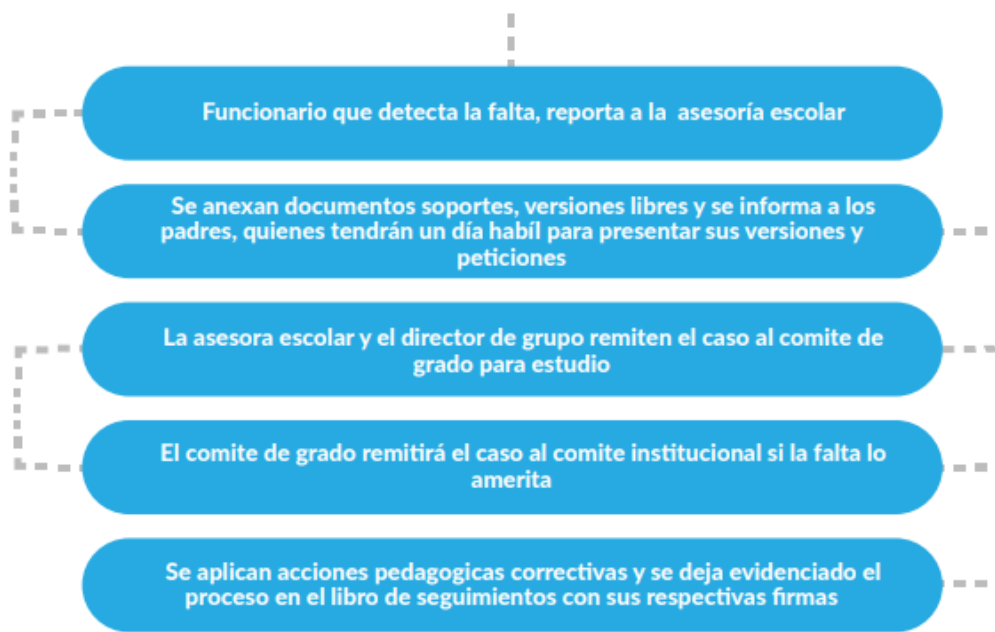 Funcionario que detecta la falta, reporta a la asesoría escolar
Se anexan documentos soportes, versiones libres y se informa a los
padres, quienes tendrán un día habíl para presentar sus versiones y
peticiones
La asesora escolar y el director de grupo remiten el caso al comite de
grado para estudio
El comite de grado remitirá el caso al comite institucional si la falta lo
amerita
Se aplican acciones pedagogicas correctivas y se deja evidenciado el
proceso en el libro de seguimientos con sus respectivas firmas